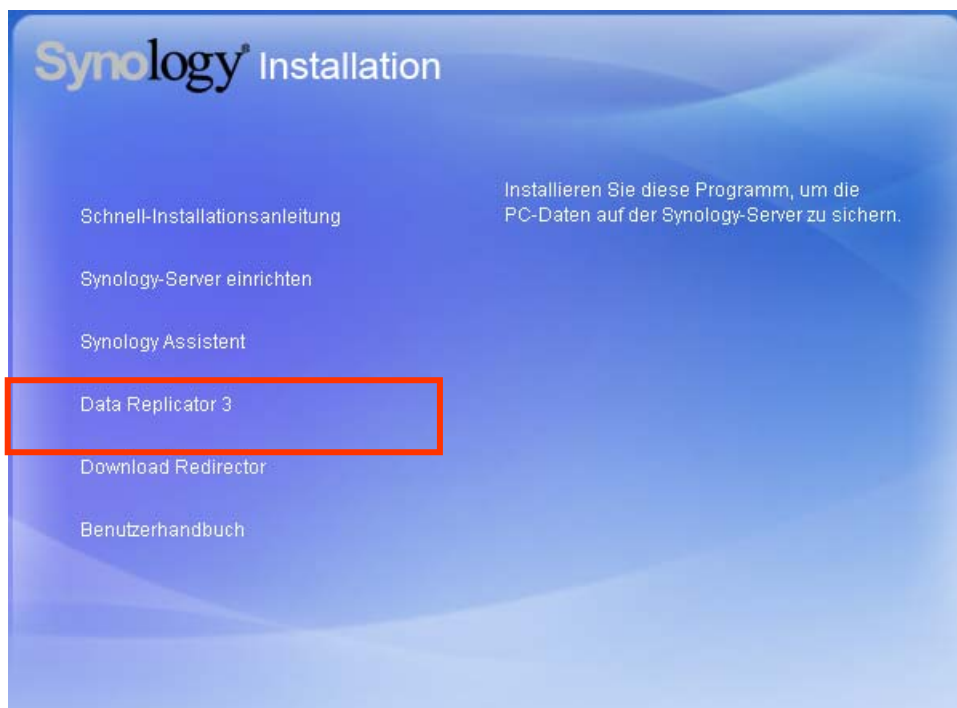 Synology® Installation
Schnell-Installationsanleitung
Synology-Server einrichten
Synology Assistent
Data Replicator 3
Download Redirector
Benutzerhandbuch
Installieren Sie diese Programm, um die
PC-Daten auf der Synology-Server zu sichern.